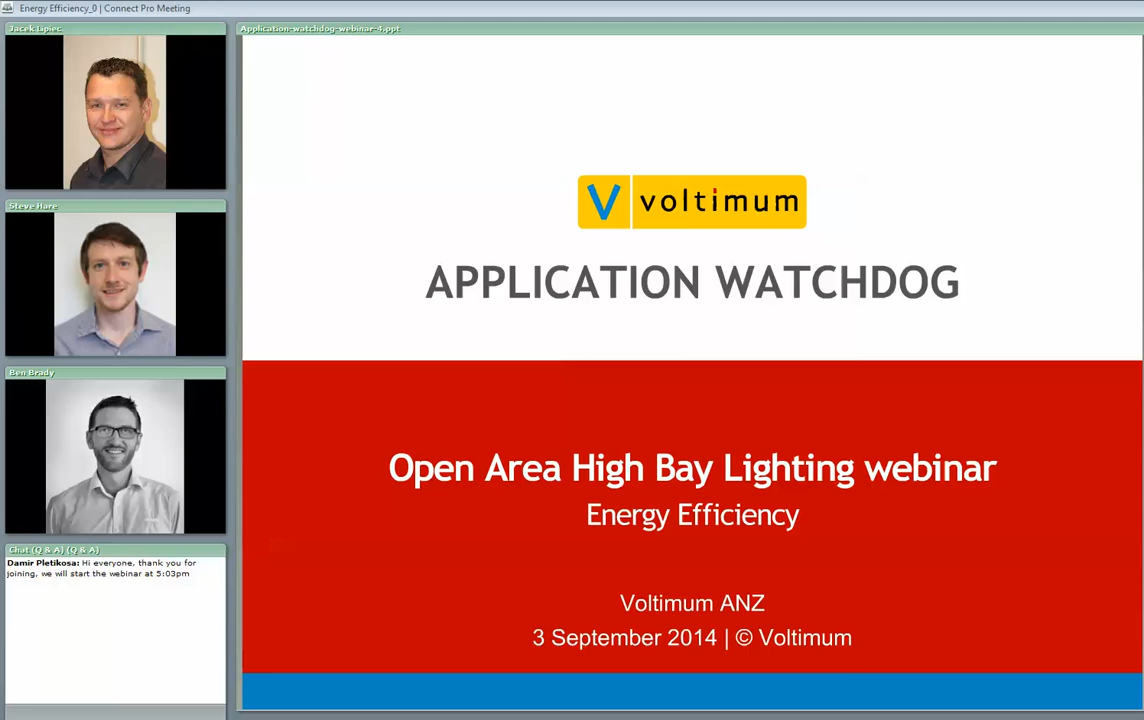 Energy Efficiency_0 | Connect Pro Meeting
Jacek Lipiec
Application-watchdog-webinar-4.ppt
V voltimum
APPLICATION WATCHDOG
Steve Hare
Ben Brady
Open Area High Bay Lighting webinar
Energy Efficiency
Chat (Q & A) (Q & A)
Damir Pletikosa: Hi everyone, thank you for
joining, we will start the webinar at 5:03pm
Voltimum ANZ
3 September 2014 | © Voltimum